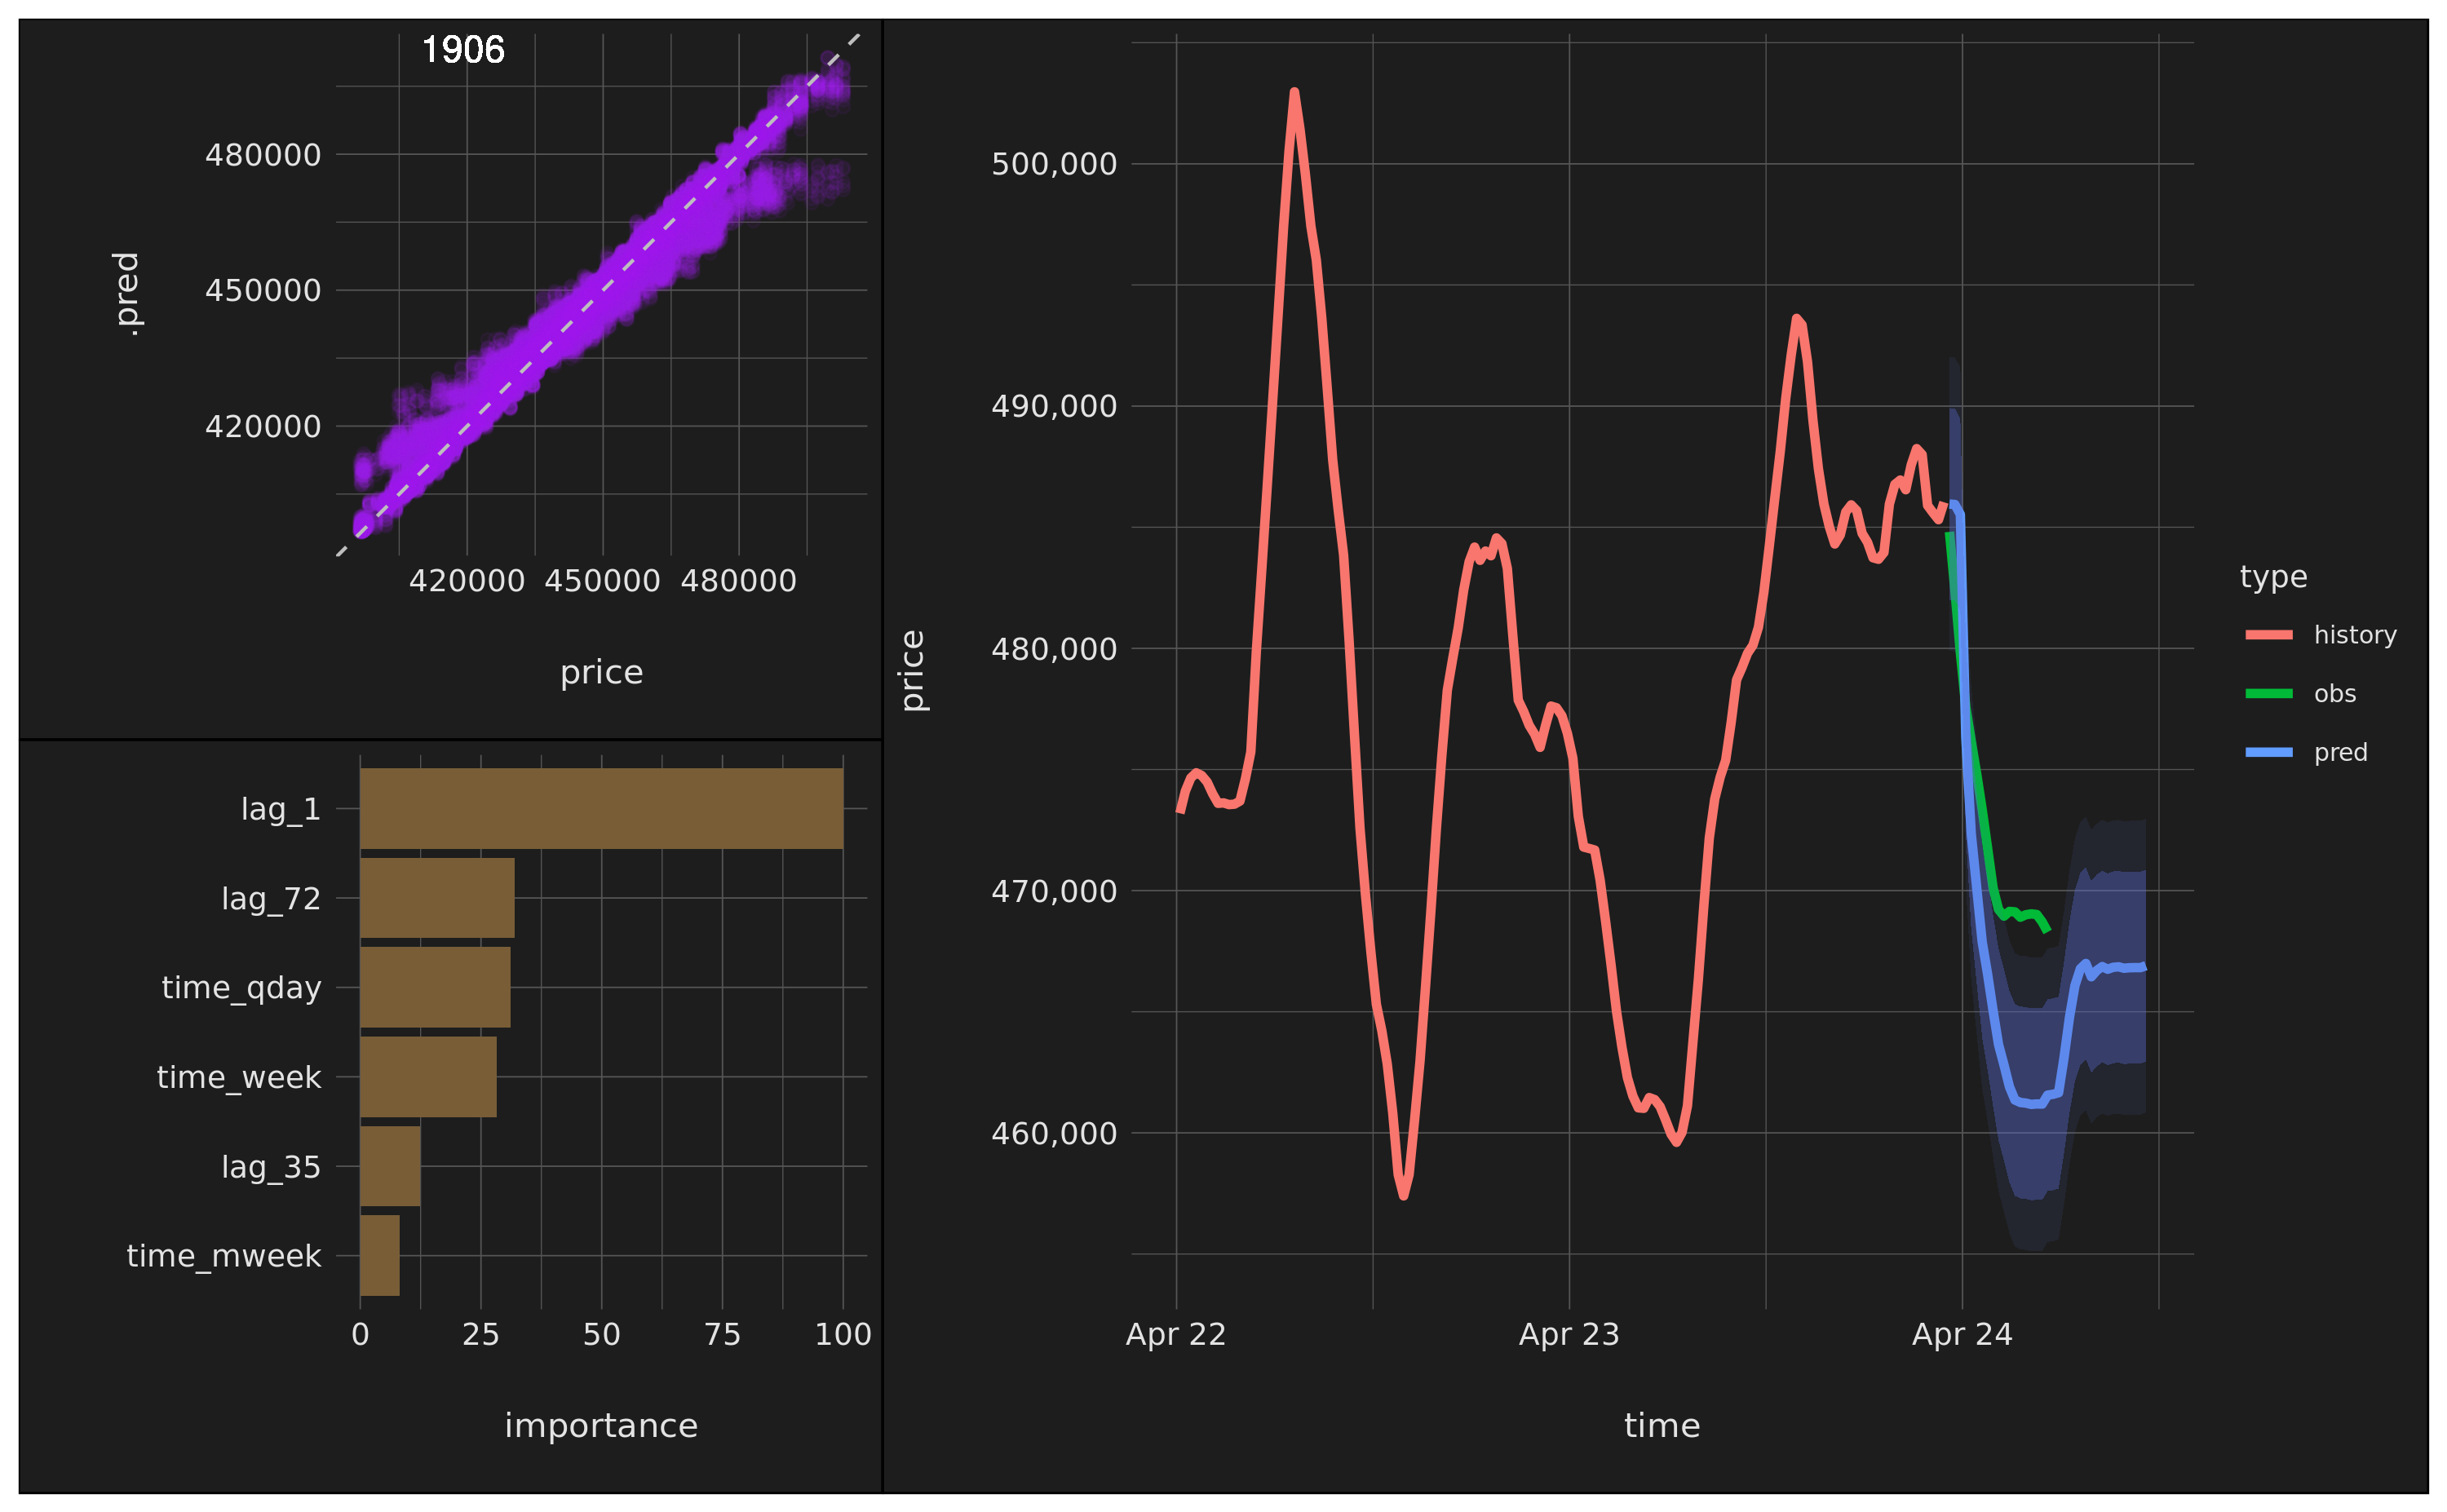 1906
.pred
480000
450000
420000
420000 450000 480000
price
lag_1
lag_72
time_qday
time_week
lag_35
time_mweek
0 25 50 75 100
importance
price
500,000
490,000
480,000
470,000
460,000
Apr 22 Apr 23 Apr 24
time
type
history
obs
pred